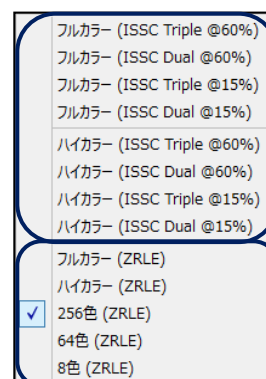 フルカラー (ISSC Triple @60%)
フルカラー (ISSC Dual @60%)
フルカラー (ISSC Triple @15%)
フルカラー (ISSC Dual @15%)
ハイカラー (ISSC Triple @60%)
ハイカラー (ISSC Dual @60%)
ハイカラー (ISSC Triple @15%)
ハイカラー (ISSC Dual @15%)
フルカラー (ZRLE)
ハイカラー (ZRLE)
256色 (ZRLE)
64色 (ZRLE)
8色 (ZRLE)